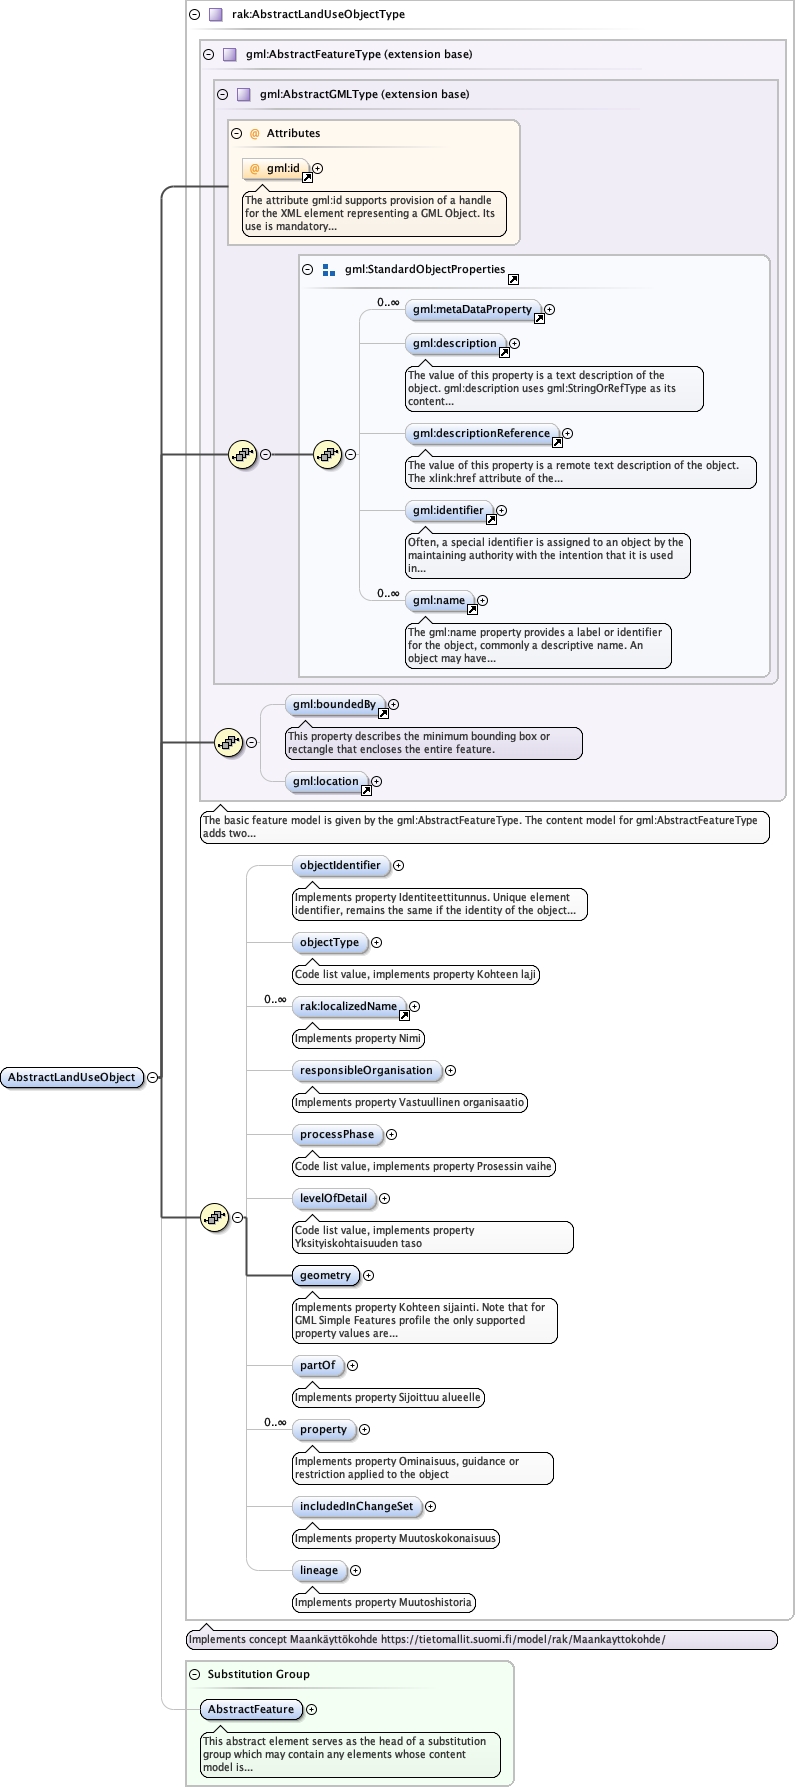 rak:AbstractLandUseObjectType
gml:AbstractFeatureType (extension base)
gml:AbstractGMLType (extension base)
@ Attributes
@ gml:id
The attribute gml:id supports provision of a handle
for the XML element representing a GML Object. Its
use is mandatory...
gml:StandardObjectProperties
0..∞
gml:metaDataProperty
gml:description
The value of this property is a text description of the
object. gml:description uses gml:StringOrRefType as its
content...
gml:descriptionReference
The value of this property is a remote text description of the object.
The xlink:href attribute of the...
gml:identifier
Often, a special identifier is assigned to an object by the
maintaining authority with the intention that it is used
in...
0..∞
gml:name
The gml:name property provides a label or identifier
for the object, commonly a descriptive name. An
object may have...
gml:boundedBy
This property describes the minimum bounding box or
rectangle that encloses the entire feature.
gml:location
The basic feature model is given by the gml:AbstractFeatureType. The content model for gml:AbstractFeatureType
adds two...
objectIdentifier
Implements property Identiteettitunnus. Unique element
identifier, remains the same if the identity of the object...
objectType
Code list value, implements property Kohteen laji
0..∞
rak:localizedName
Implements property Nimi
responsibleOrganisation
AbstractLandUseObject
Implements property Vastuullinen organisaatio
processPhase
Code list value, implements property Prosessin vaihe
levelOfDetail
Code list value, implements property
Yksityiskohtaisuuden taso
geometry
Implements property Kohteen sijainti. Note that for
GML Simple Features profile the only supported
property values are...
partOf
Implements property Sijoittuu alueelle
0..∞
property
Implements property Ominaisuus, guidance or
restriction applied to the object
includedInChangeSet
Implements property Muutoskokonaisuus
lineage
Implements property Muutoshistoria
Implements concept Maankäyttökohde https://tietomallit.suomi.fi/model/rak/Maankayttokohde/
Substitution Group
AbstractFeature
This abstract element serves as the head of a substitution
group which may contain any elements whose content
model is...